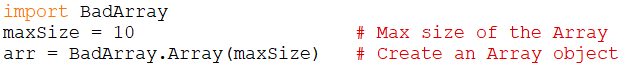 import BadArray
maxSize = 10 # Max size of the Array
arr = BadArray.Array(maxSize) # Create an Array object